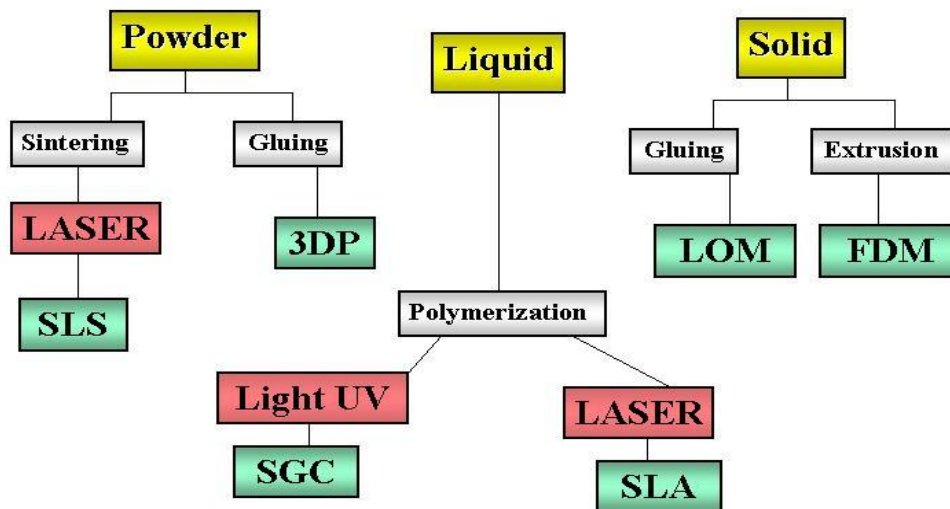 Powder
Liquid
Solid
Sintering
Gluing
Gluing
Extrusion
LASER
3DP
LOM
FDM
SLS
Polymerization
Light UV
LASER
SGC
SLA